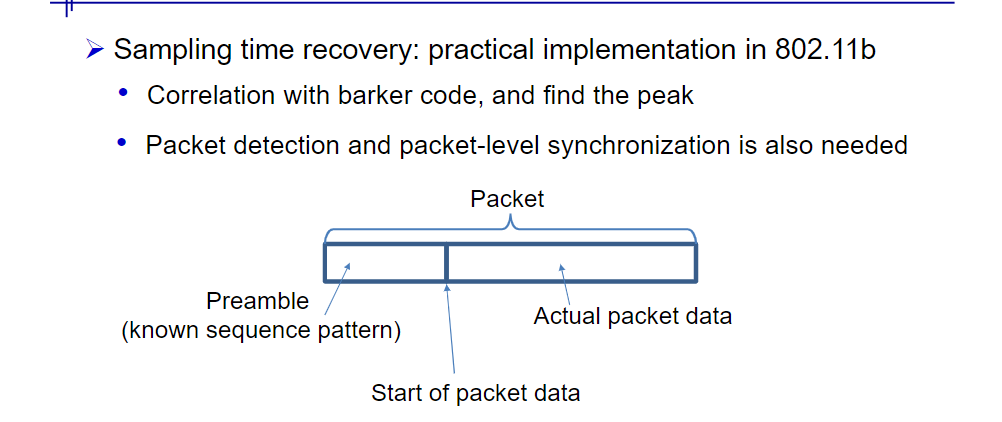 Sampling time recovery: practical implementation in 802.11b
Correlation with barker code, and find the peak
Packet detection and packet-level synchronization is also needed
Packet
Preamble
(known sequence pattern)
Actual packet data
Start of packet data